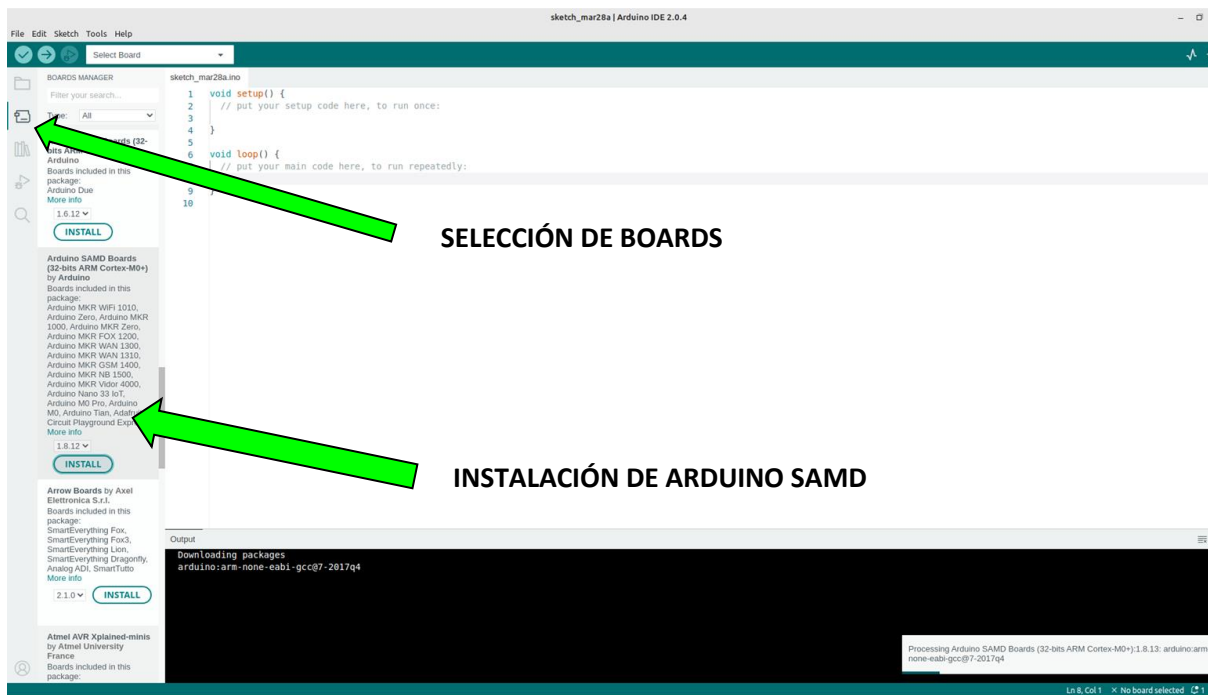 sketch_mar28a | Arduino IDE 2.0.4
File Edit Sketch Tools Help
Select Board
BOARDS MANAGER
Filter your search...
Type: All
ards (32-
bits ARM
Arduino
Boards included in this
package:
Arduino Due
More info
1.6.12
INSTALL
Arduino SAMD Boards
(32-bits ARM Cortex-M0+)
by Arduino
Boards included in this
package:
Arduino MKR WiFi 1010,
Arduino Zero, Arduino MKR
1000, Arduino MKR Zero,
Arduino MKR FOX 1200,
Arduino MKR WAN 1300,
Arduino MKR WAN 1310,
Arduino MKR GSM 1400,
Arduino MKR NB 1500,
Arduino MKR Vidor 4000,
Arduino Nano 33 IoT,
Arduino M0 Pro, Arduino
M0, Arduino Tian, Adafru
Circuit Playground Exp
More info
1.8.12
INSTALL
Arrow Boards by Axel
Elettronica S.r.l.
Boards included in this
package:
SmartEverything Fox,
SmartEverything Fox3,
SmartEverything Lion,
SmartEverything Dragonfly,
Analog ADI, SmartTutto
More info
2.1.0 INSTALL
Atmel AVR Xplained-minis
by Atmel University
France
Boards included in this
package:
sketch_mar28a.ino
1 void setup() {
2 // put your setup code here, to run once:
3
4 }
5
6 void loop() {
// put your main code here, to run repeatedly:
9 }
10
SELECCIÓN DE BOARDS
INSTALACIÓN DE ARDUINO SAMD
Output
Downloading packages
arduino:arm-none-eabi-gcc@7-2017q4
Processing Arduino SAMD Boards (32-bits ARM Cortex-M0+):1.8.13: arduino:arm-
none-eabi-gcc@7-2017q4
Ln 8, Col 1 × No board selected 1